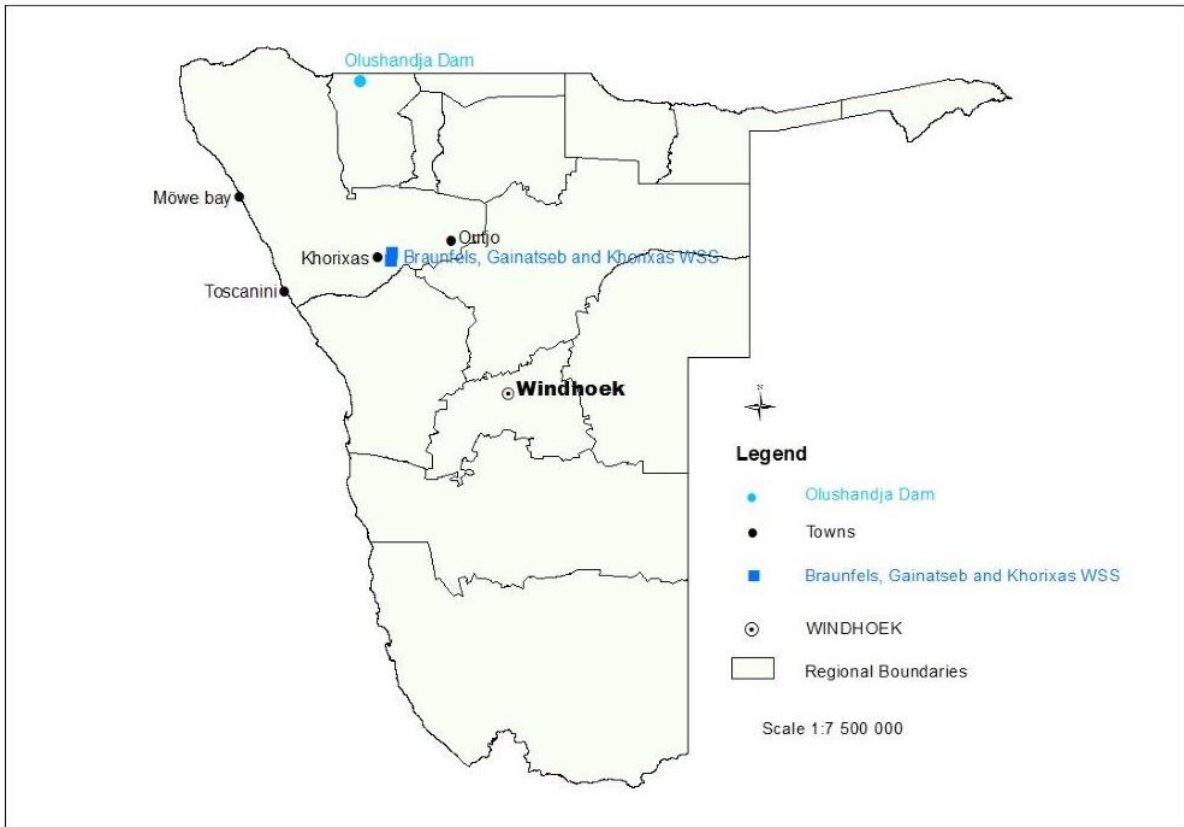 Olushandja Dam
Möwe bay
Outjo
Khorixas
Braunfels, Gainatseb and Khorixas WSS
Toscanini
Windhoek
N
Legend
Olushandja Dam
Towns
Braunfels, Gainatseb and Khorixas WSS
WINDHOEK
Regional Boundaries
Scale 1:7 500 000